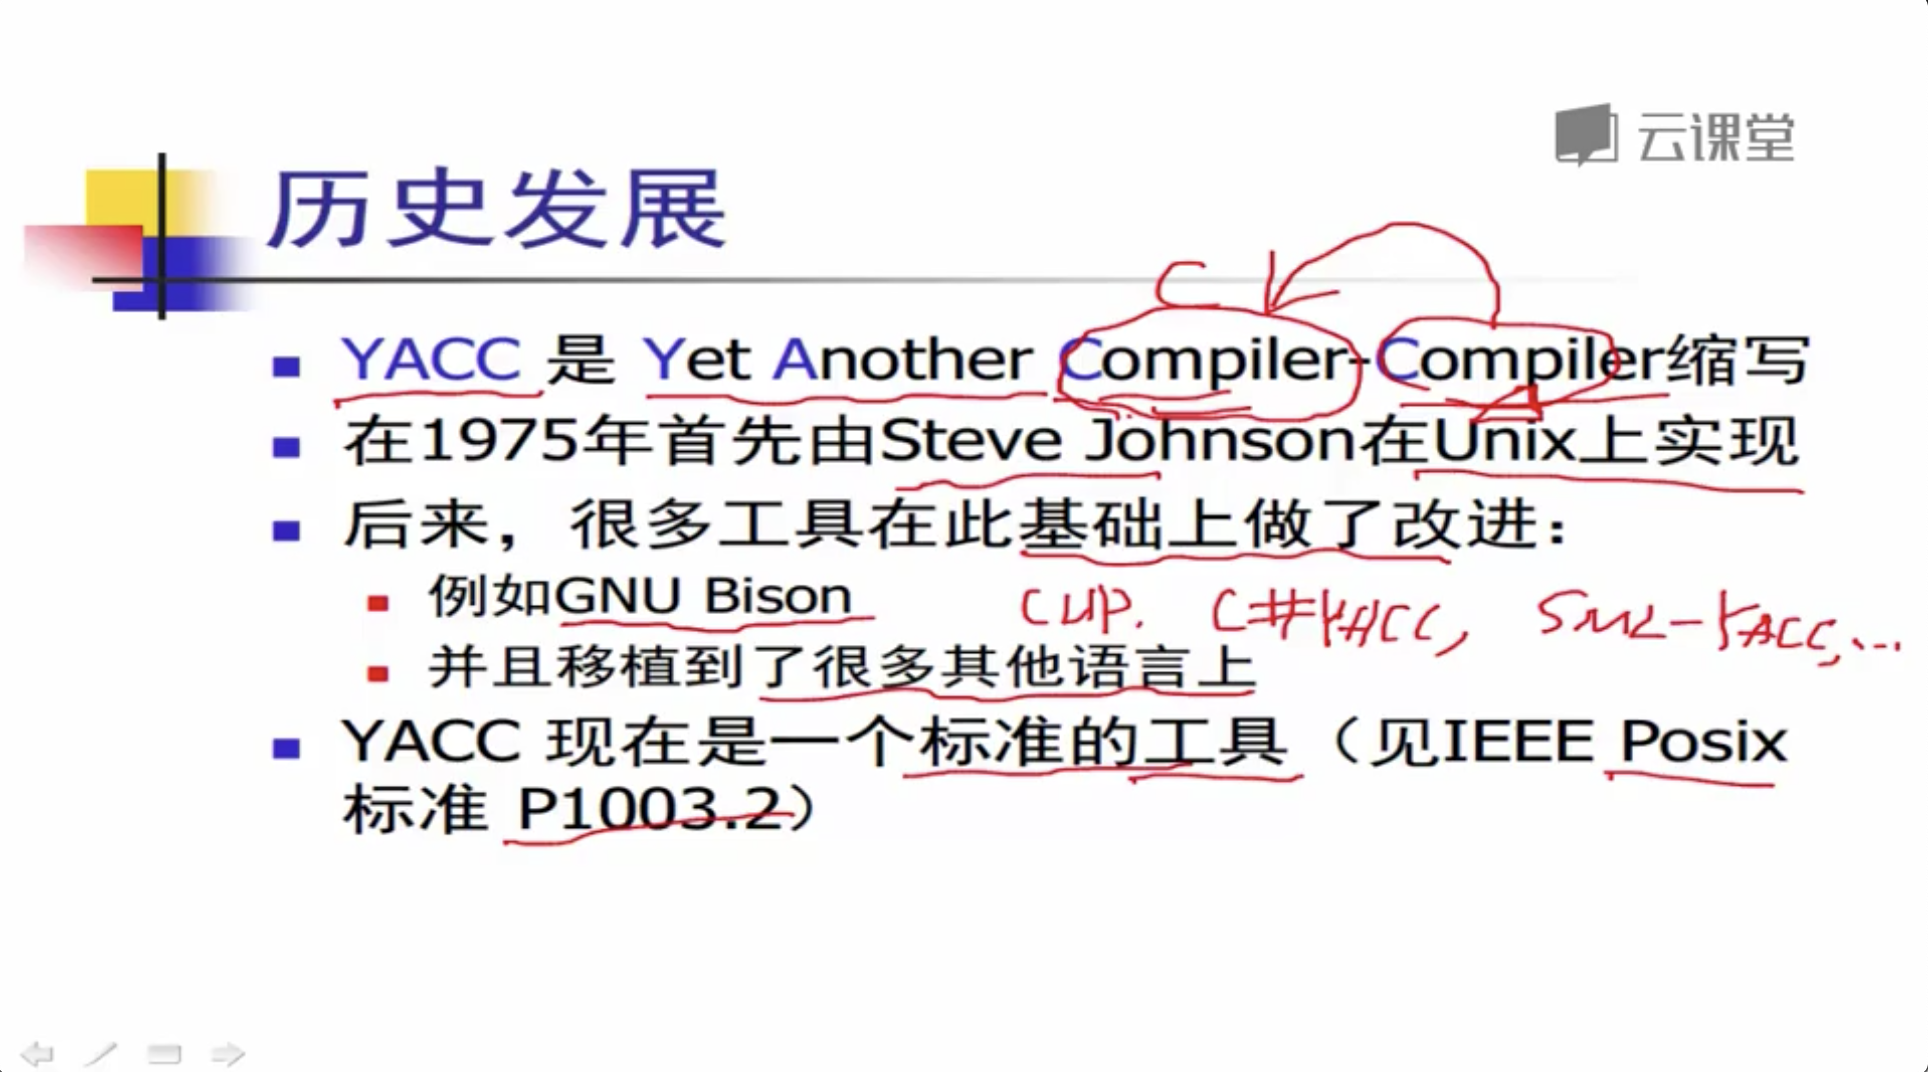 云课堂
历史发展
C
YACC 是 Yet Another Compiler-Compiler缩写
在1975年首先由Steve Johnson在Unix上实现
后来，很多工具在此基础上做了改进：
例如GNU Bison CUP. C#YACC, SML-YACC, ...
并且移植到了很多其他语言上
YACC 现在是一个标准的工具（见IEEE Posix
标准 P1003.2）